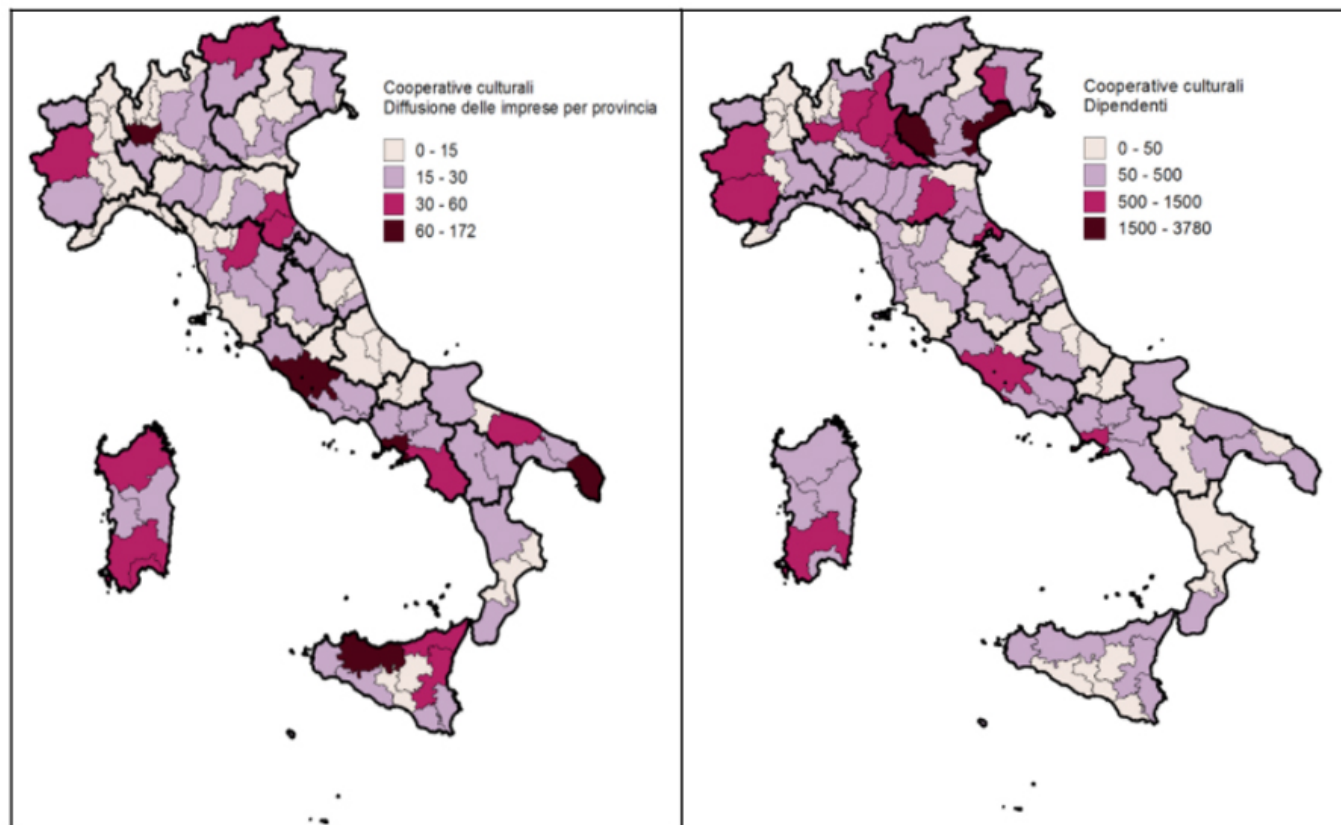 Cooperative culturali
Diffusione delle imprese per provincia
0 - 15
15 - 30
30 - 60
60 - 172
Cooperative culturali
Dipendenti
0 - 50
50 - 500
500 - 1500
1500 - 3780